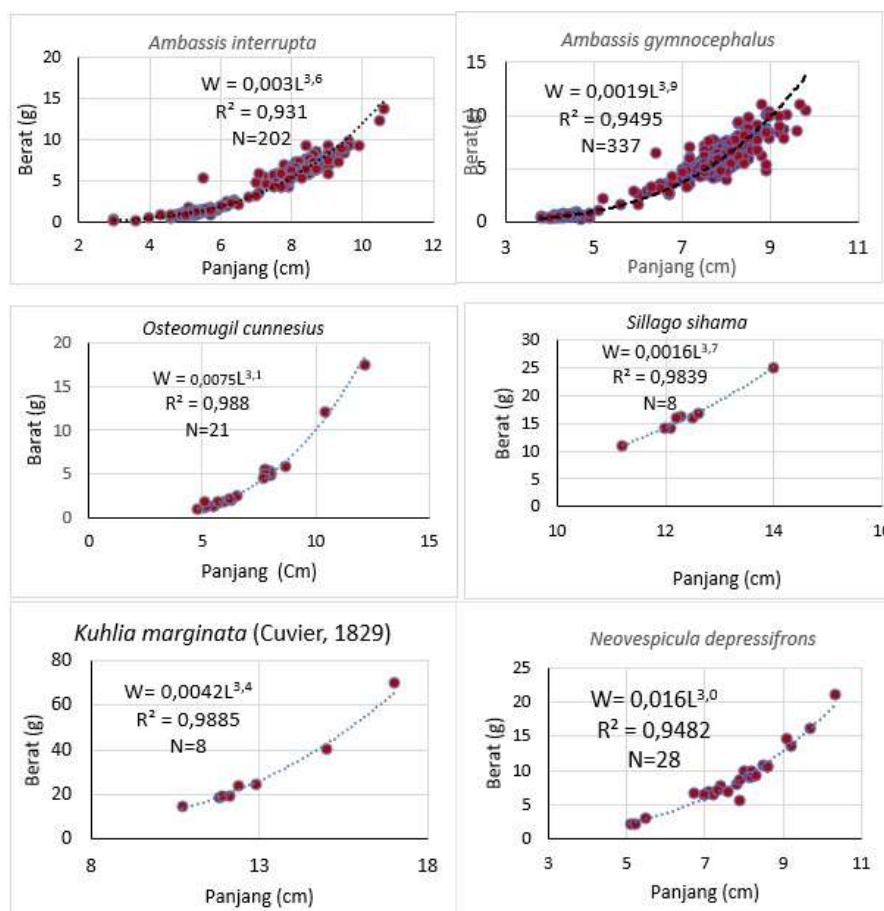 Ambassis interrupta
W = 0,003L3,6
R² = 0,931
N=202
Berat (g)
20
15
10
5
0
2 4 6 8 10 12
Panjang (cm)
Ambassis gymnocephalus
W = 0,0019L3,9
R² = 0,9495
N=337
Berat(g)
15
10
5
0
3 5 7 9 11
Panjang (cm)
Osteomugil cunnesius
W = 0,0075L3,1
R² = 0,988
N=21
Barat (g)
20
15
10
5
0
0 5 10 15
Panjang (Cm)
Sillago sihama
W= 0,0016L3,7
R² = 0,9839
N=8
Berat (g)
30
25
20
15
10
5
0
10 12 14
Panjang (cm)
Kuhlia marginata (Cuvier, 1829)
W= 0,0042L3,4
R² = 0,9885
N=8
Berat (g)
80
60
40
20
0
8 13 18
Panjang (cm)
Neovespicula depressifrons
W= 0,016L3,0
R² = 0,9482
N=28
Berat (g)
25
20
15
10
5
0
3 5 7 9 11
Panjang (cm)